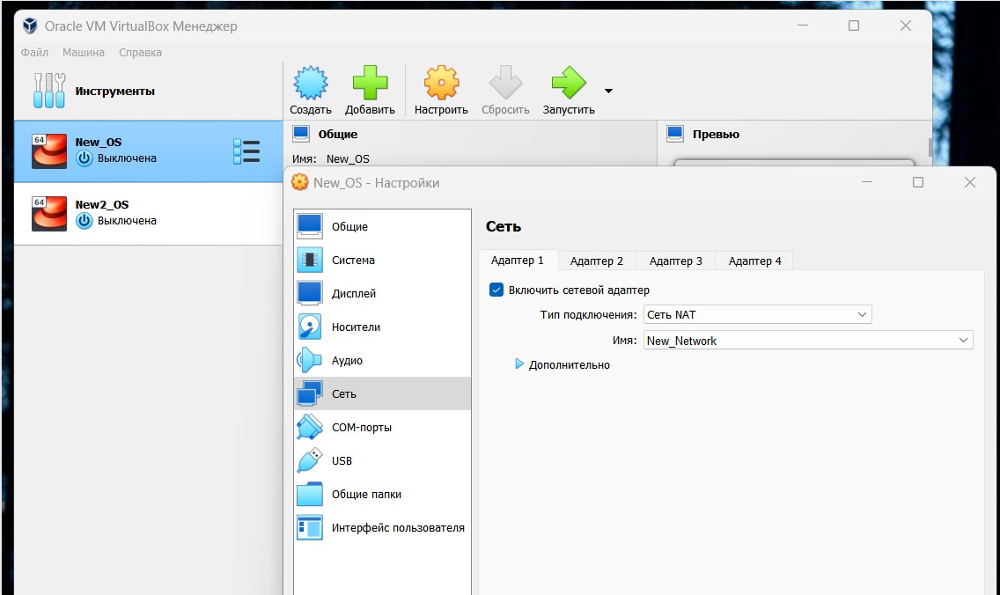 Oracle VM VirtualBox Менеджер
Файл Машина Справка
Инструменты
Создать Добавить Настроить Сбросить Запустить
64 New_OS
Выключена
64 New2_OS
Выключена
Общие
Имя: New_OS
Превью
New_OS - Настройки
Общие
Система
Дисплей
Носители
Аудио
Сеть
COM-порты
USB
Общие папки
Интерфейс пользователя
Сеть
Адаптер 1 Адаптер 2 Адаптер 3 Адаптер 4
Включить сетевой адаптер
Тип подключения: Сеть NAT
Имя: New_Network
Дополнительно